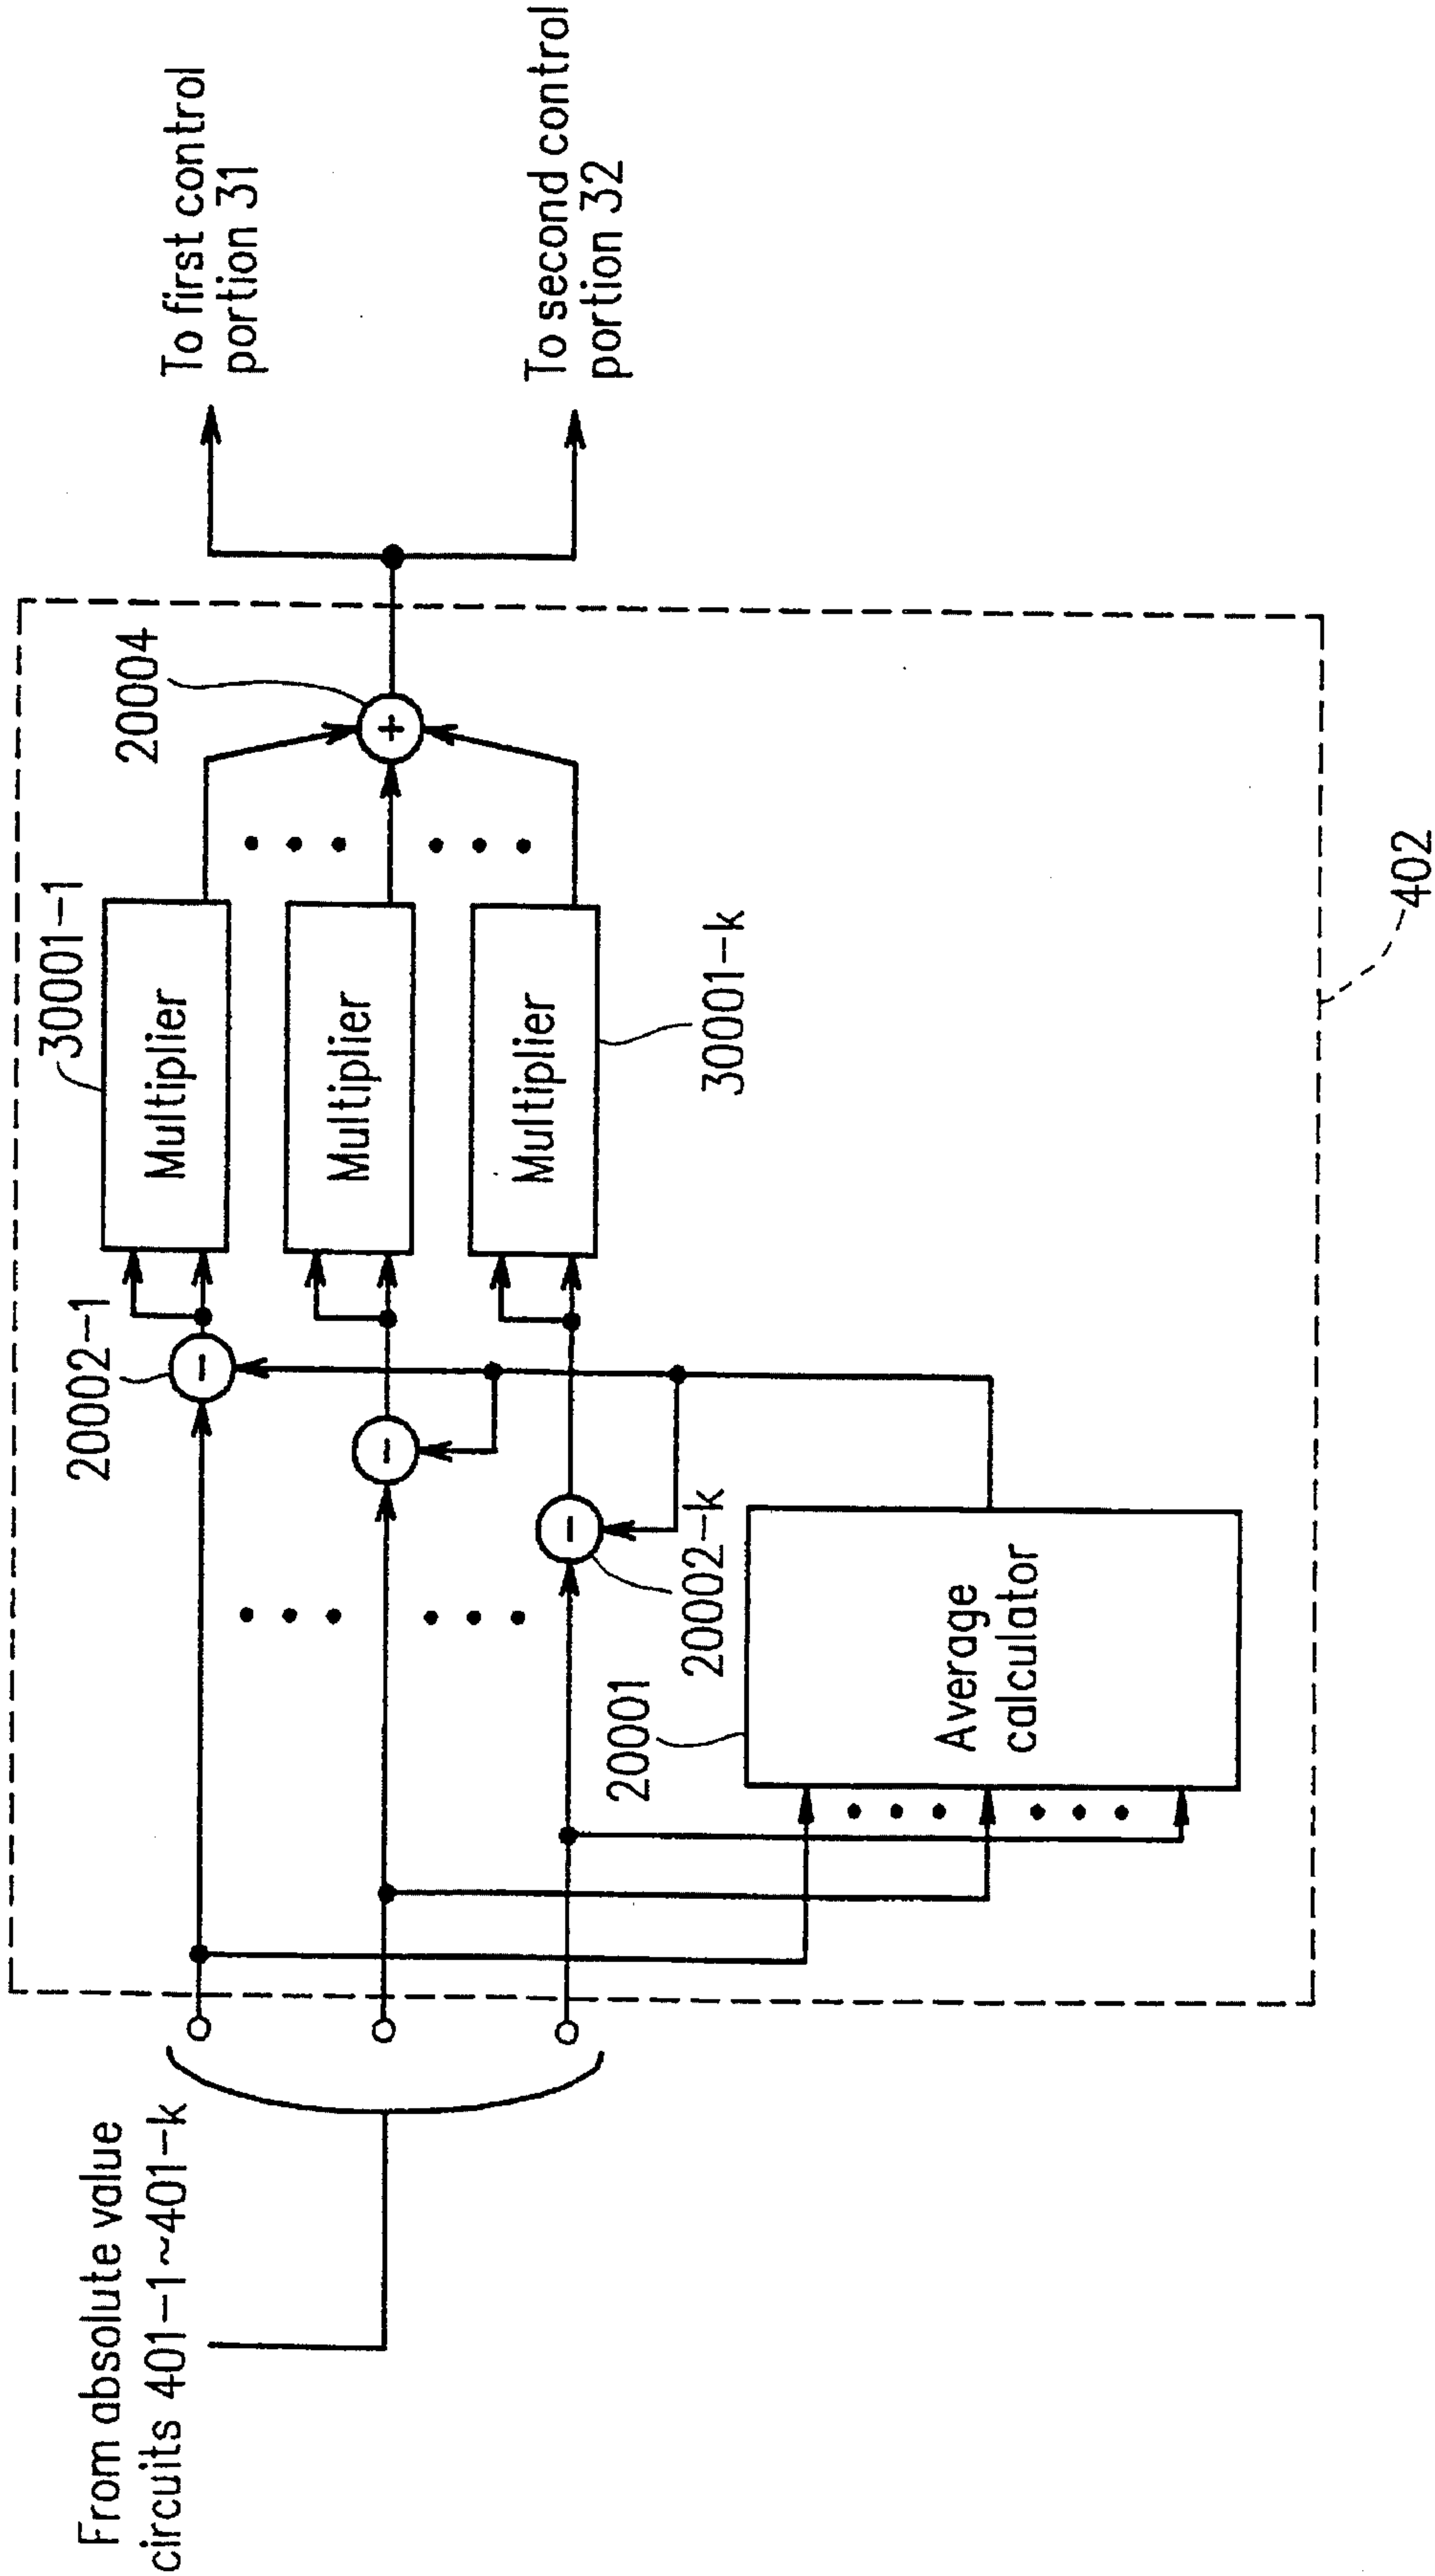 From absolute value
circuits 401-1~401-k
20002-1
30001-1
20004
To first control
portion 31
Multiplier
Multiplier
Multiplier
To second control
portion 32
-
-
-
+
30001-k
20002-k
20001
Average
calculator
402